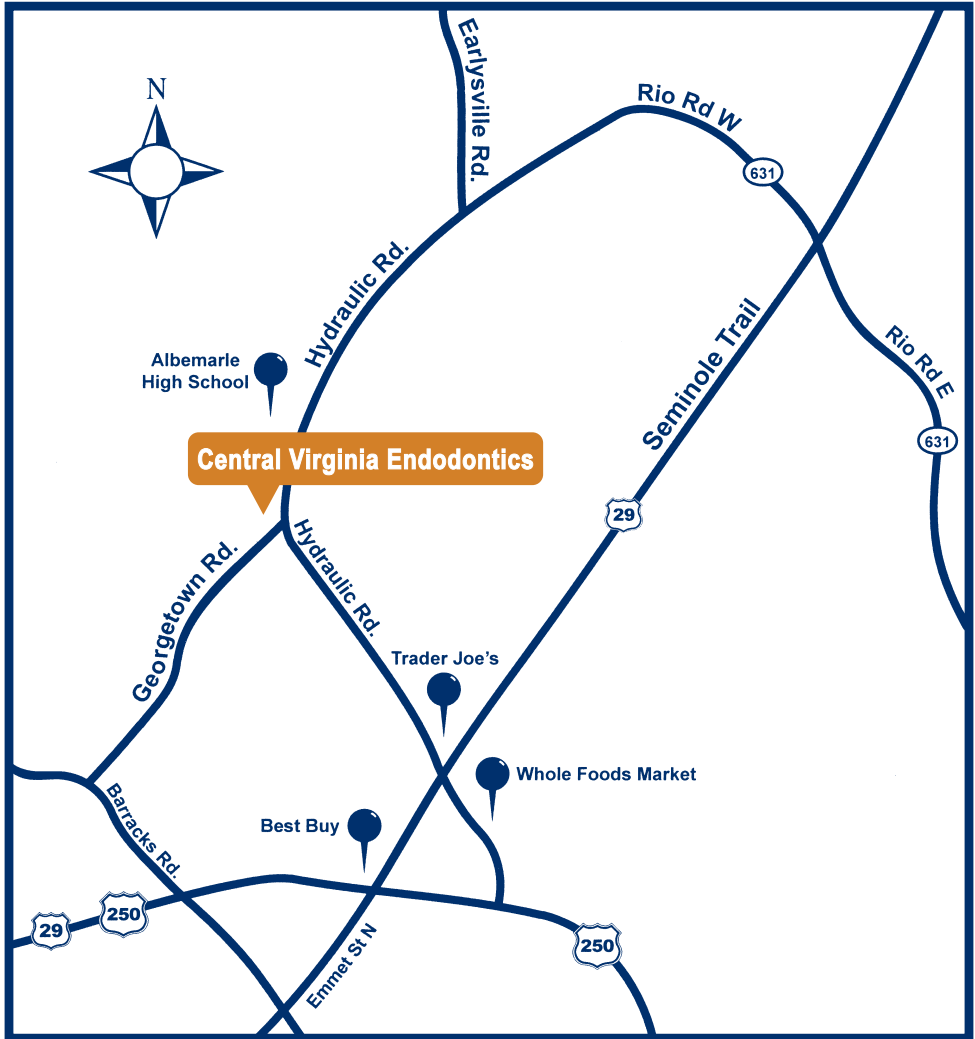 N
Earlysville Rd.
Rio Rd W
631
Hydraulic Rd.
Seminole Trail
Rio Rd E
Albemarle
High School
631
Central Virginia Endodontics
29
Hydraulic Rd.
Georgetown Rd.
Trader Joe's
Whole Foods Market
Barracks Rd.
Best Buy
250
29
250
Emmet St N